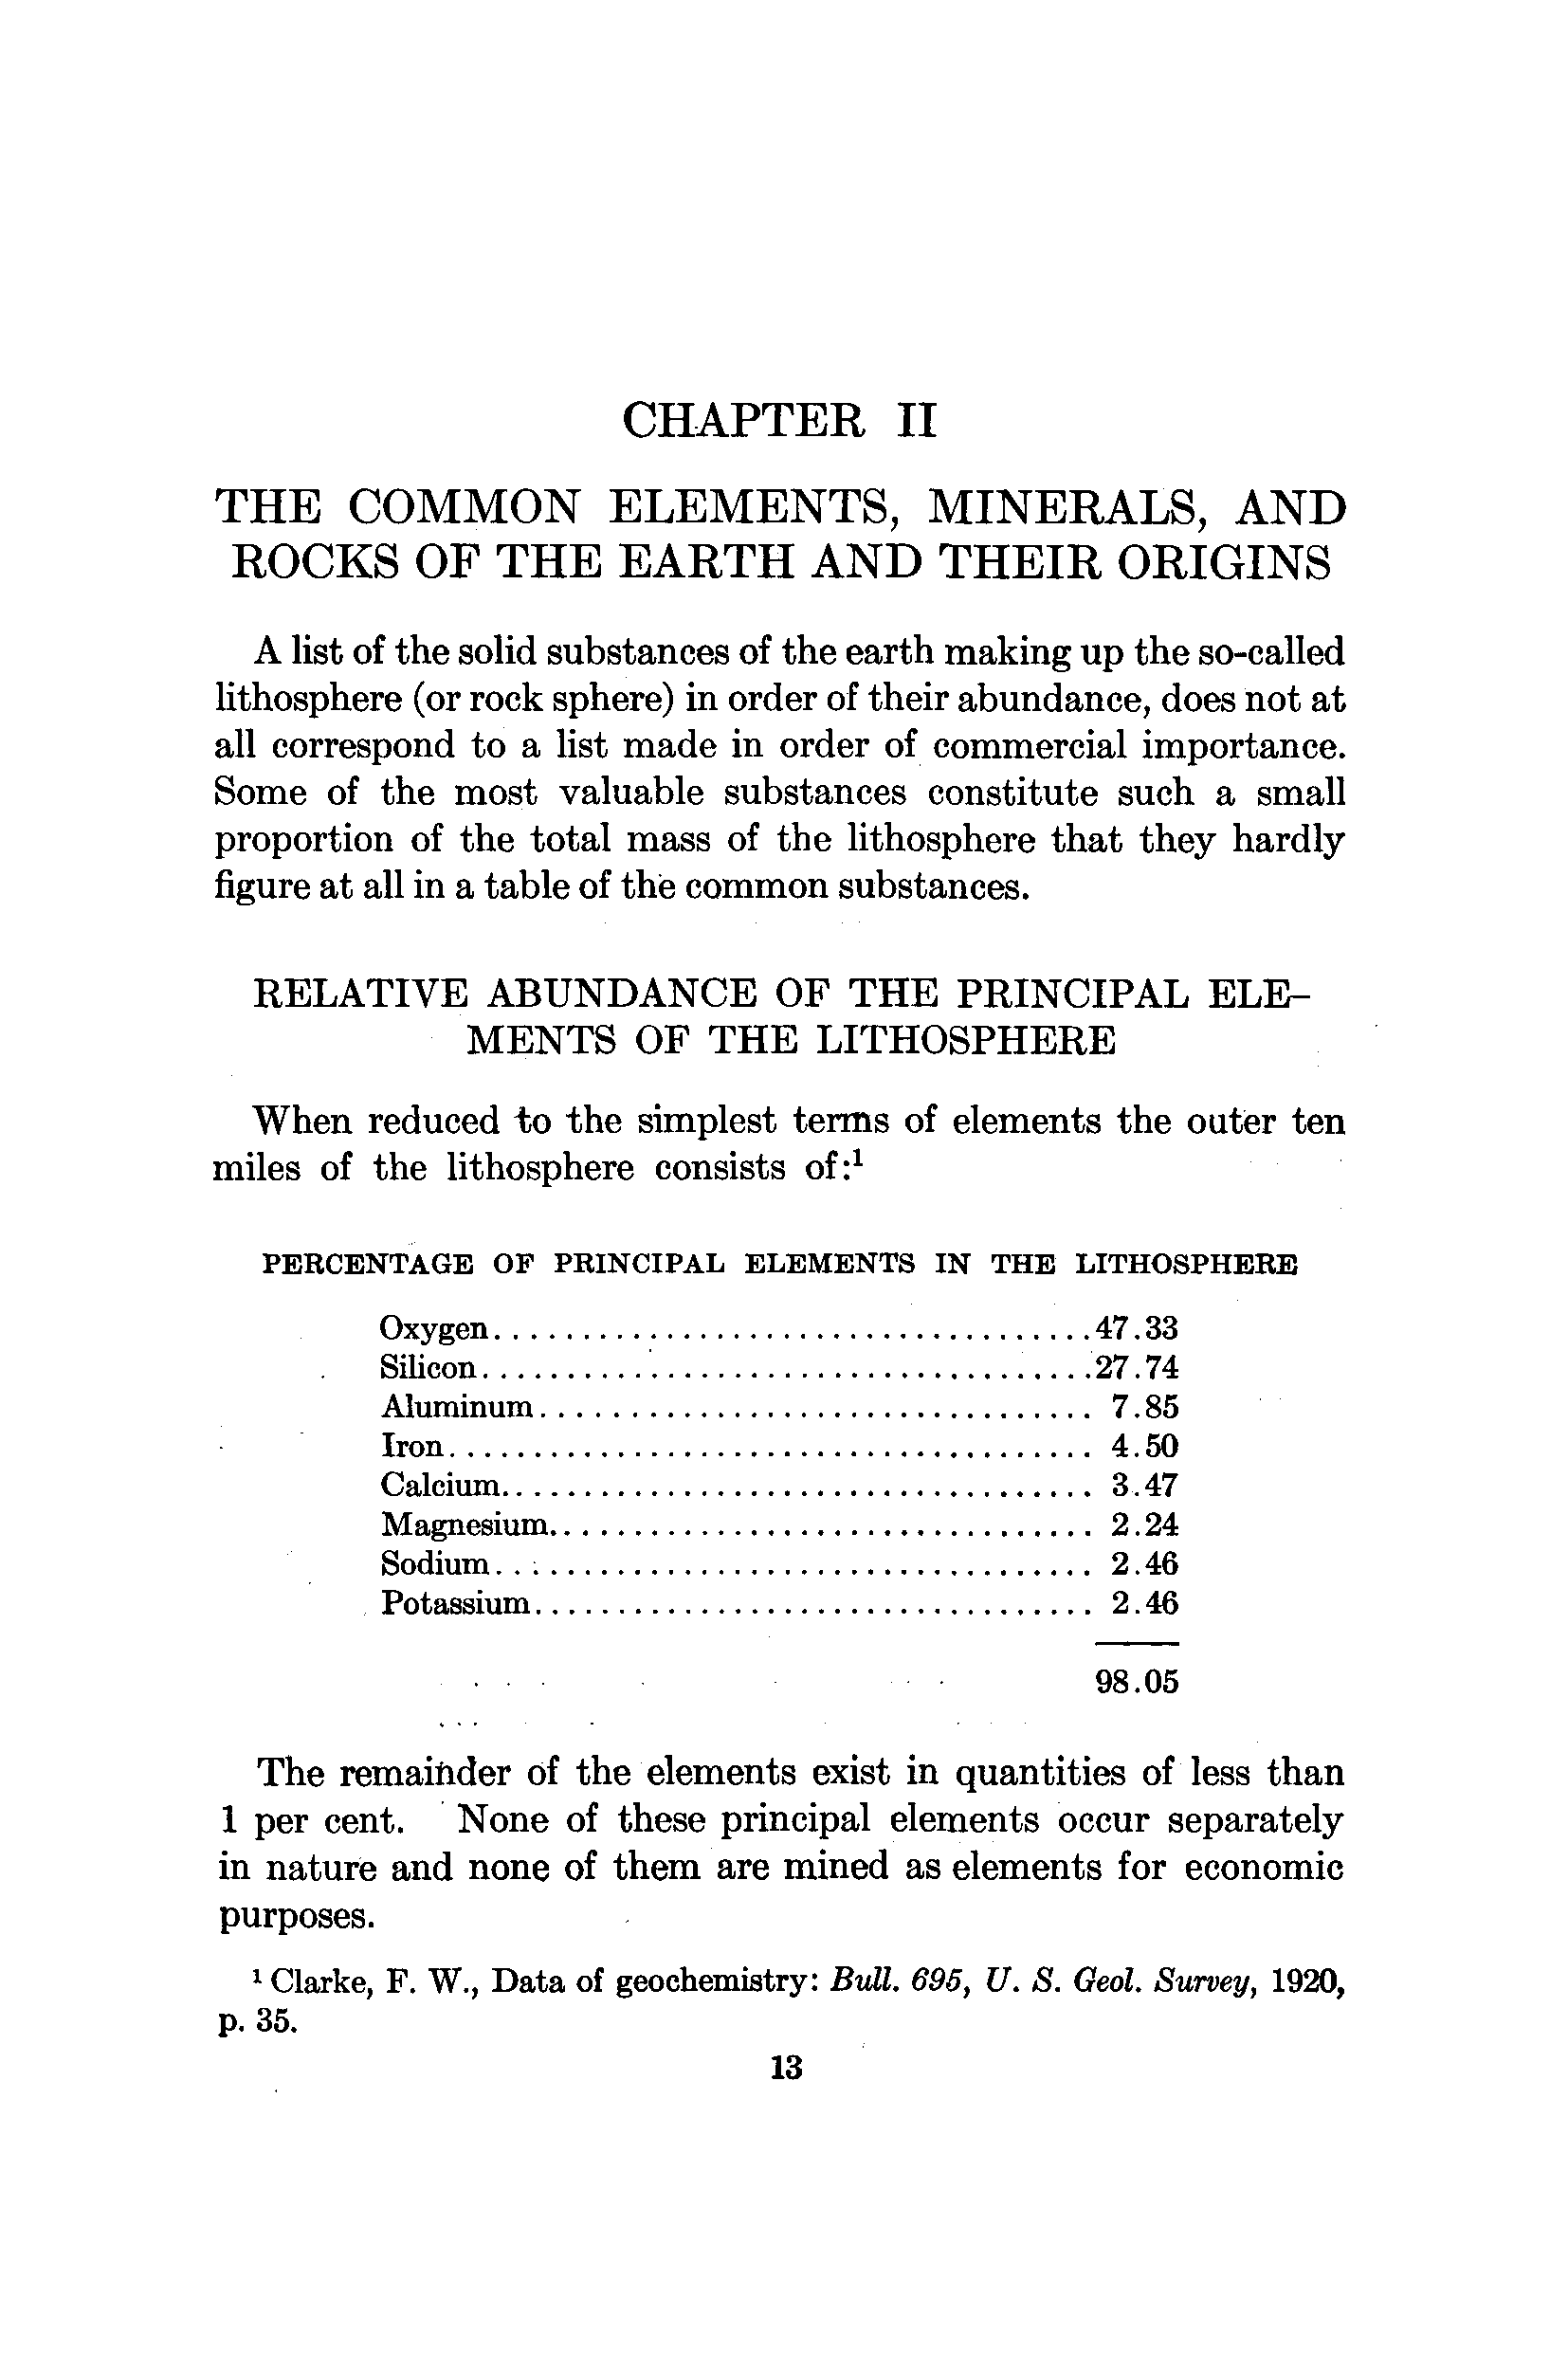 CHAPTER II
THE COMMON ELEMENTS, MINERALS, AND
ROCKS OF THE EARTH AND THEIR ORIGINS
A list of the solid substances of the earth making up the so-called
lithosphere (or rock sphere) in order of their abundance, does not at
all correspond to a list made in order of commercial importance.
Some of the most valuable substances constitute such a small
proportion of the total mass of the lithosphere that they hardly
figure at all in a table of the common substances.
RELATIVE ABUNDANCE OF THE PRINCIPAL ELE-
MENTS OF THE LITHOSPHERE
When reduced to the simplest terms of elements the outer ten
miles of the lithosphere consists of:¹
PERCENTAGE OF PRINCIPAL ELEMENTS IN THE LITHOSPHERE
Oxygen.....................................47.33
Silicon.....................................27.74
Aluminum.................................. 7.85
Iron....................................... 4.50
Calcium.................................... 3.47
Magnesium................................. 2.24
Sodium.................................... 2.46
Potassium.................................. 2.46
98.05
The remainder of the elements exist in quantities of less than
1 per cent. None of these principal elements occur separately
in nature and none of them are mined as elements for economic
purposes.
¹ Clarke, F. W., Data of geochemistry: Bull. 695, U. S. Geol. Survey, 1920,
p. 35.
13